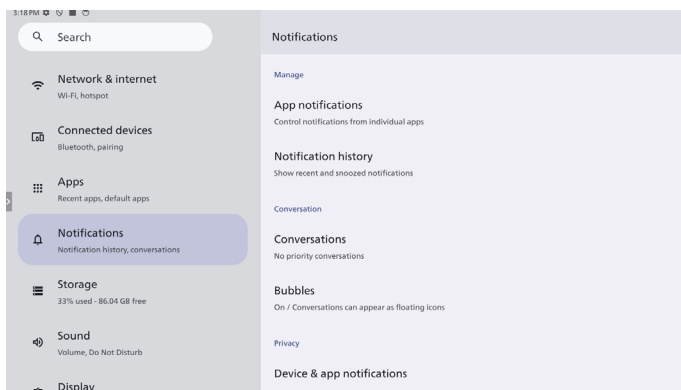 3:18 PM
Search
Network & internet
Wi-Fi, hotspot
Connected devices
Bluetooth, pairing
Apps
Recent apps, default apps
Notifications
Notification history, conversations
Storage
33% used - 86.04 GB free
Sound
Volume, Do Not Disturb
Display
Notifications
Manage
App notifications
Control notifications from individual apps
Notification history
Show recent and snoozed notifications
Conversation
Conversations
No priority conversations
Bubbles
On / Conversations can appear as floating icons
Privacy
Device & app notifications